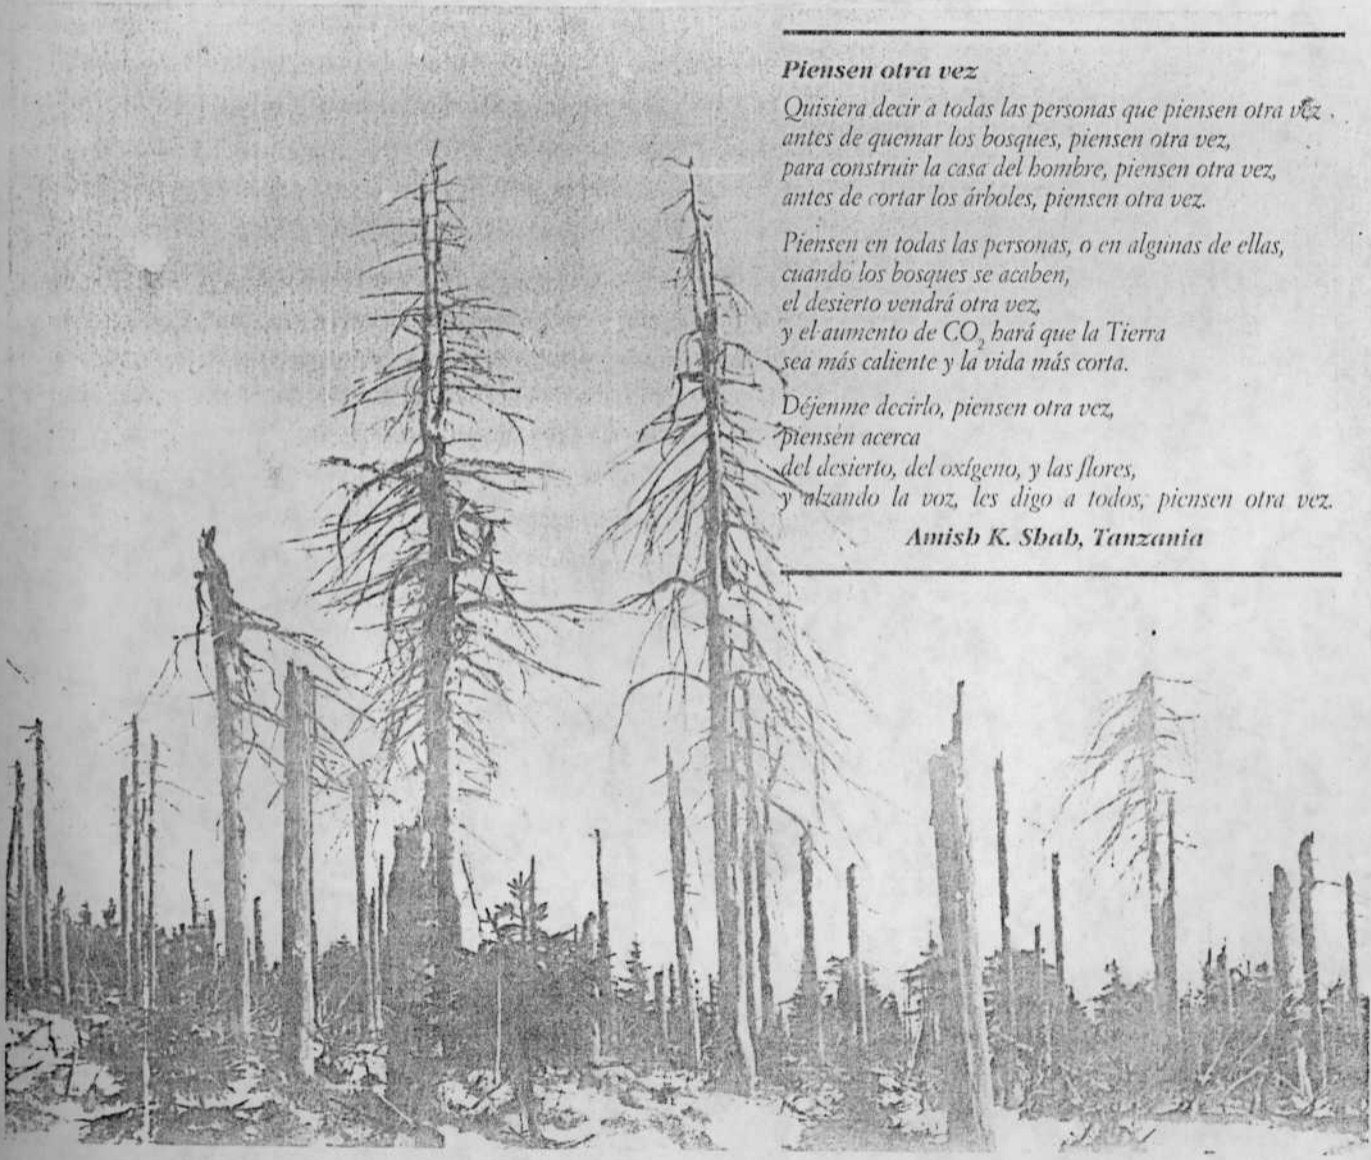 Piensen otra vez
Quisiera decir a todas las personas que piensen otra vez
antes de quemar los bosques, piensen otra vez,
para construir la casa del hombre, piensen otra vez,
antes de cortar los árboles, piensen otra vez.
Piensen en todas las personas, o en algunas de ellas,
cuando los bosques se acaben,
el desierto vendrá otra vez,
y el aumento de CO₂ hará que la Tierra
sea más caliente y la vida más corta.
Déjenme decirlo, piensen otra vez,
piensen acerca
del desierto, del oxígeno, y las flores,
y alzando la voz, les digo a todos, piensen otra vez.
Amish K. Shah, Tanzania